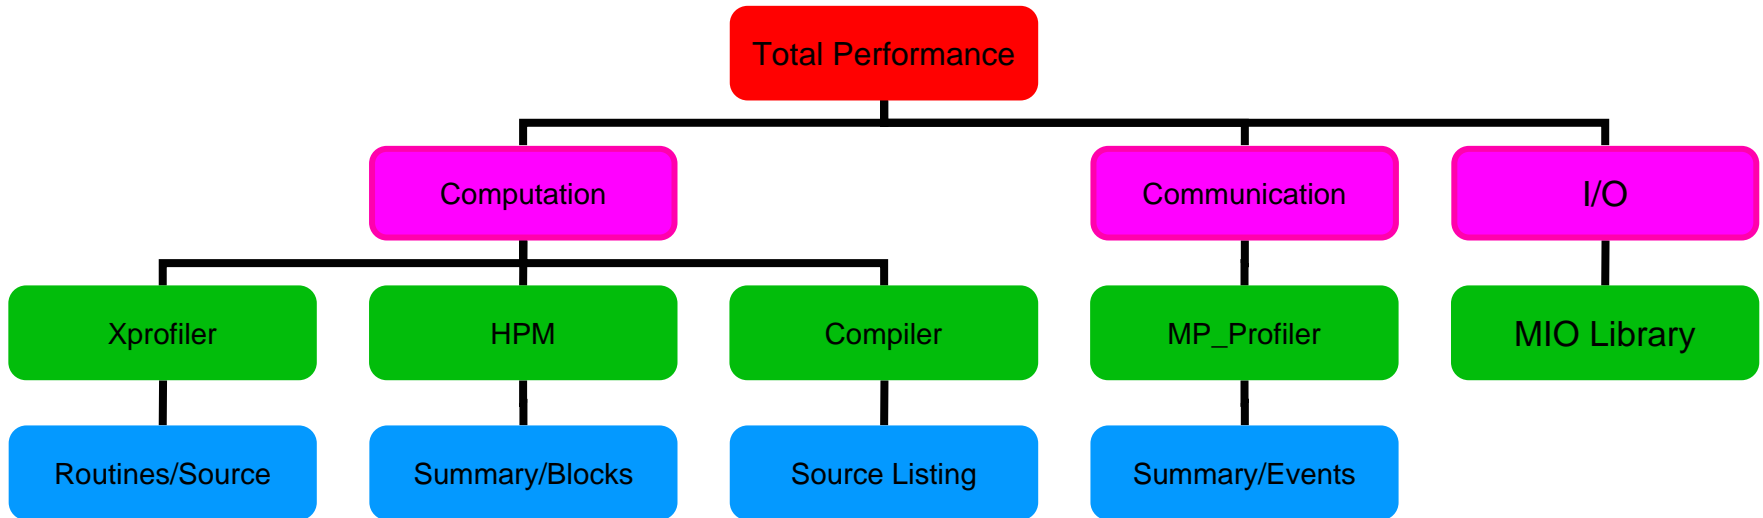 Total Performance
Computation
Communication
I/O
Xprofiler
HPM
Compiler
MP_Profiler
MIO Library
Routines/Source
Summary/Blocks
Source Listing
Summary/Events